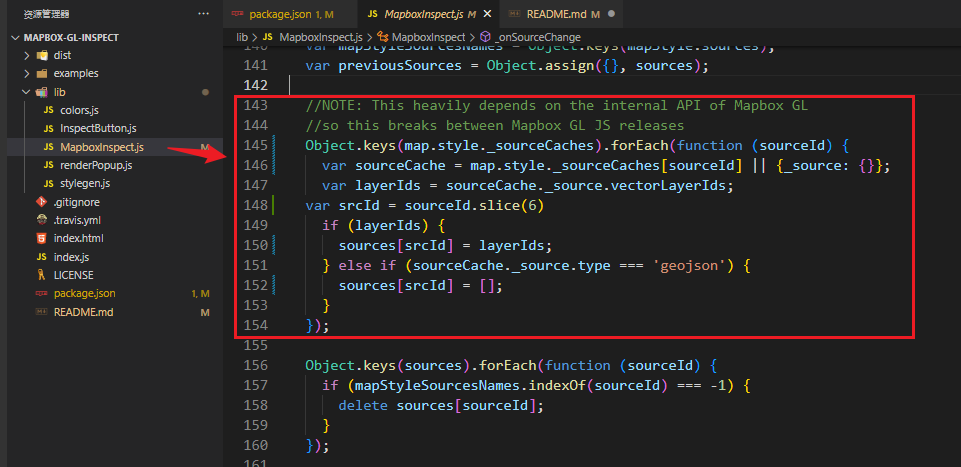 资源管理器
···
MAPBOX-GL-INSPECT
dist
examples
lib
JS colors.js
JS InspectButton.js
JS MapboxInspect.js M
JS renderPopup.js
JS stylegen.js
.gitignore
.travis.yml
index.html
JS index.js
LICENSE
package.json 1, M
README.md M
package.json 1, M
JS MapboxInspect.js M
README.md M
lib > JS MapboxInspect.js > MapboxInspect > _onSourceChange
140 var mapStyleSourcesNames = Object.keys(mapStyle.sources);
141 var previousSources = Object.assign({}, sources);
142
143 //NOTE: This heavily depends on the internal API of Mapbox GL
144 //so this breaks between Mapbox GL JS releases
145 Object.keys(map.style._sourceCaches).forEach(function (sourceId) {
146 var sourceCache = map.style._sourceCaches[sourceId] || {_source: {}};
147 var layerIds = sourceCache._source.vectorLayerIds;
148 var srcId = sourceId.slice(6)
149 if (layerIds) {
150 sources[srcId] = layerIds;
151 } else if (sourceCache._source.type === 'geojson') {
152 sources[srcId] = [];
153 }
154 });
155
156 Object.keys(sources).forEach(function (sourceId) {
157 if (mapStyleSourcesNames.indexOf(sourceId) === -1) {
158 delete sources[sourceId];
159 }
160 });